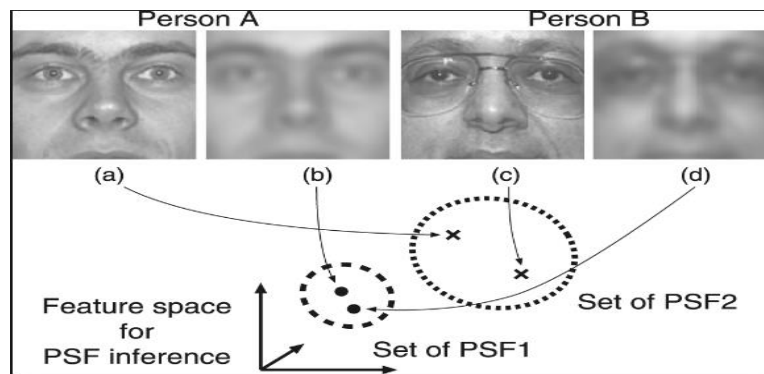 Person A
Person B
(a)
(b)
(c)
(d)
Feature space
for
PSF inference
Set of PSF1
Set of PSF2